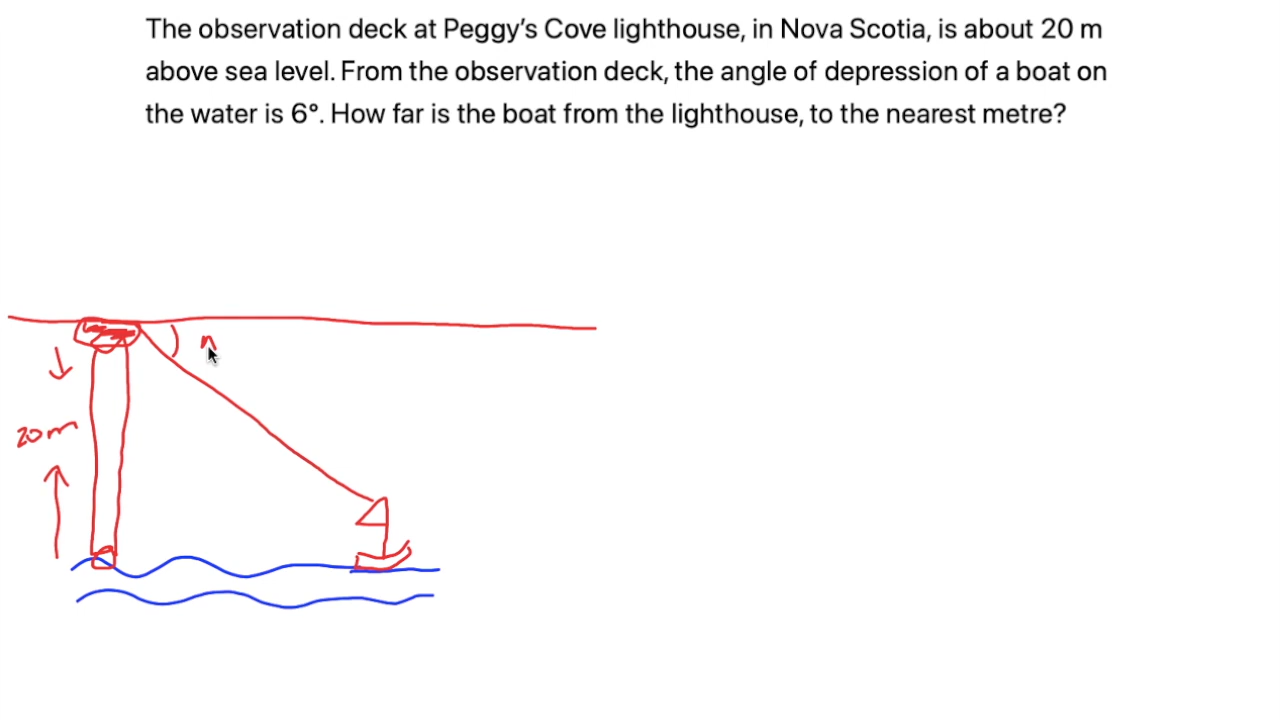 The observation deck at Peggy’s Cove lighthouse, in Nova Scotia, is about 20 m
above sea level. From the observation deck, the angle of depression of a boat on
the water is 6°. How far is the boat from the lighthouse, to the nearest metre?
20m